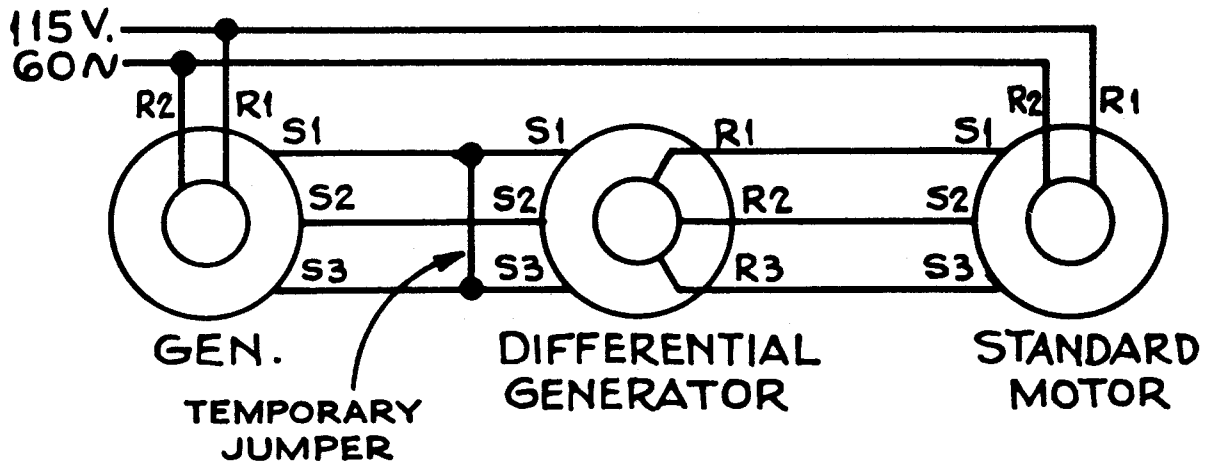 115 V.
60 ~
R2
R1
R2
R1
S1
S1
R1
S1
S2
S2
R2
S2
S3
S3
R3
S3
GEN.
DIFFERENTIAL
GENERATOR
STANDARD
MOTOR
TEMPORARY
JUMPER